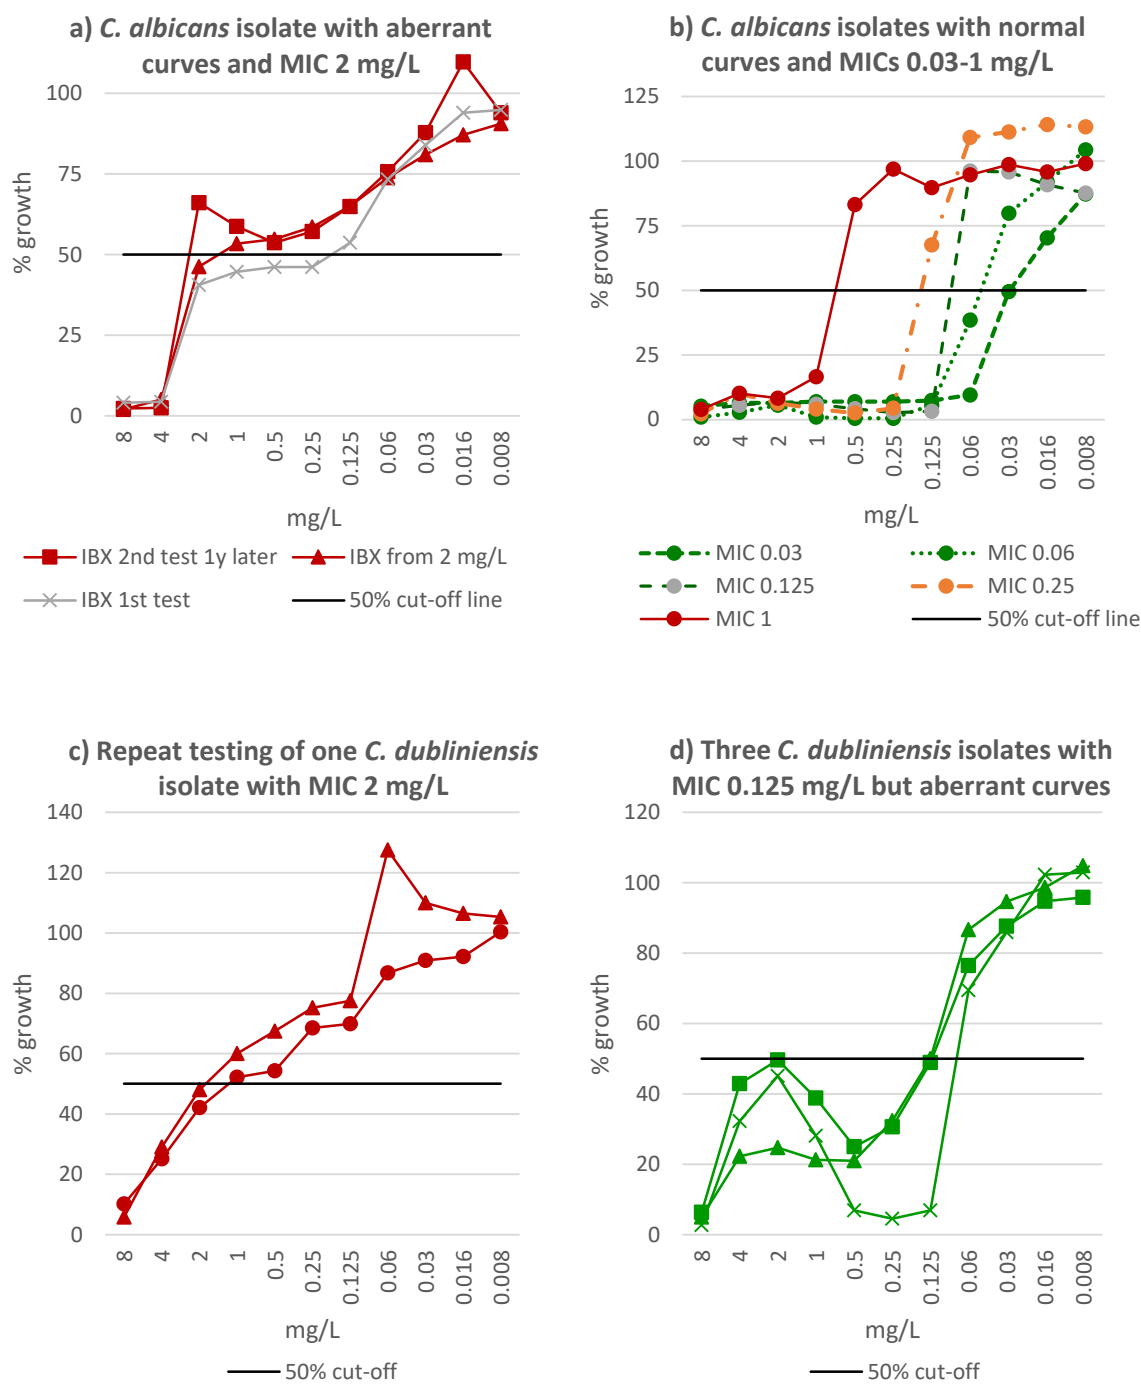 a) C. albicans isolate with aberrant
curves and MIC 2 mg/L
% growth
100
75
50
25
0
8 4 2 1 0.5 0.25 0.125 0.06 0.03 0.016 0.008
mg/L
IBX 2nd test 1y later IBX from 2 mg/L
IBX 1st test 50% cut-off line
b) C. albicans isolates with normal
curves and MICs 0.03-1 mg/L
% growth
125
100
75
50
25
0
8 4 2 1 0.5 0.25 0.125 0.06 0.03 0.016 0.008
mg/L
MIC 0.03 MIC 0.06
MIC 0.125 MIC 0.25
MIC 1 50% cut-off line
c) Repeat testing of one C. dubliniensis
isolate with MIC 2 mg/L
% growth
140
120
100
80
60
40
20
0
8 4 2 1 0.5 0.25 0.125 0.06 0.03 0.016 0.008
mg/L
50% cut-off
d) Three C. dubliniensis isolates with
MIC 0.125 mg/L but aberrant curves
% growth
120
100
80
60
40
20
0
8 4 2 1 0.5 0.25 0.125 0.06 0.03 0.016 0.008
mg/L
50% cut-off